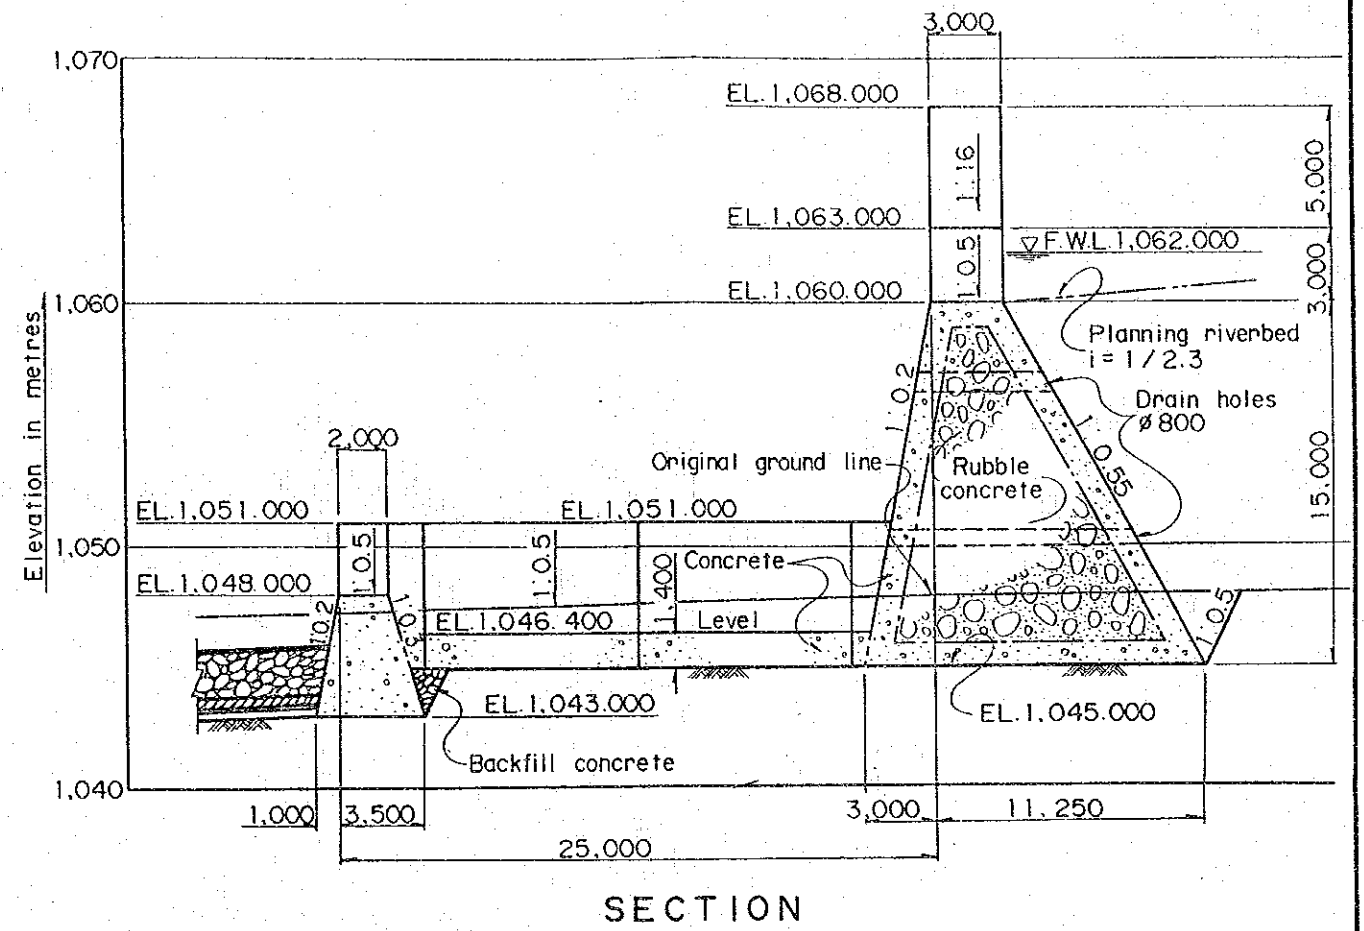 3,000
1,070
EL.1,068.000
1:16
5.000
EL.1,063.000
F.W.L.1,062.000
1:0.5
EL.1,060.000
1,060
3,000
Planning riverbed
i = 1/2.3
Elevation in metres
1:0.2
Drain holes
ø 800
2,000
Original ground line
Rubble
concrete
1:0.55
15.000
EL.1,051.000
EL.1,051.000
1,050
1:0.5
1:0.5
1,400
Concrete
EL.1,048.000
1:0.2
1:0.3
EL.1,046.400
Level
1:0.5
EL.1,043.000
EL.1,045.000
Backfill concrete
1,040
1,000
3,500
3,000
11,250
25,000
SECTION